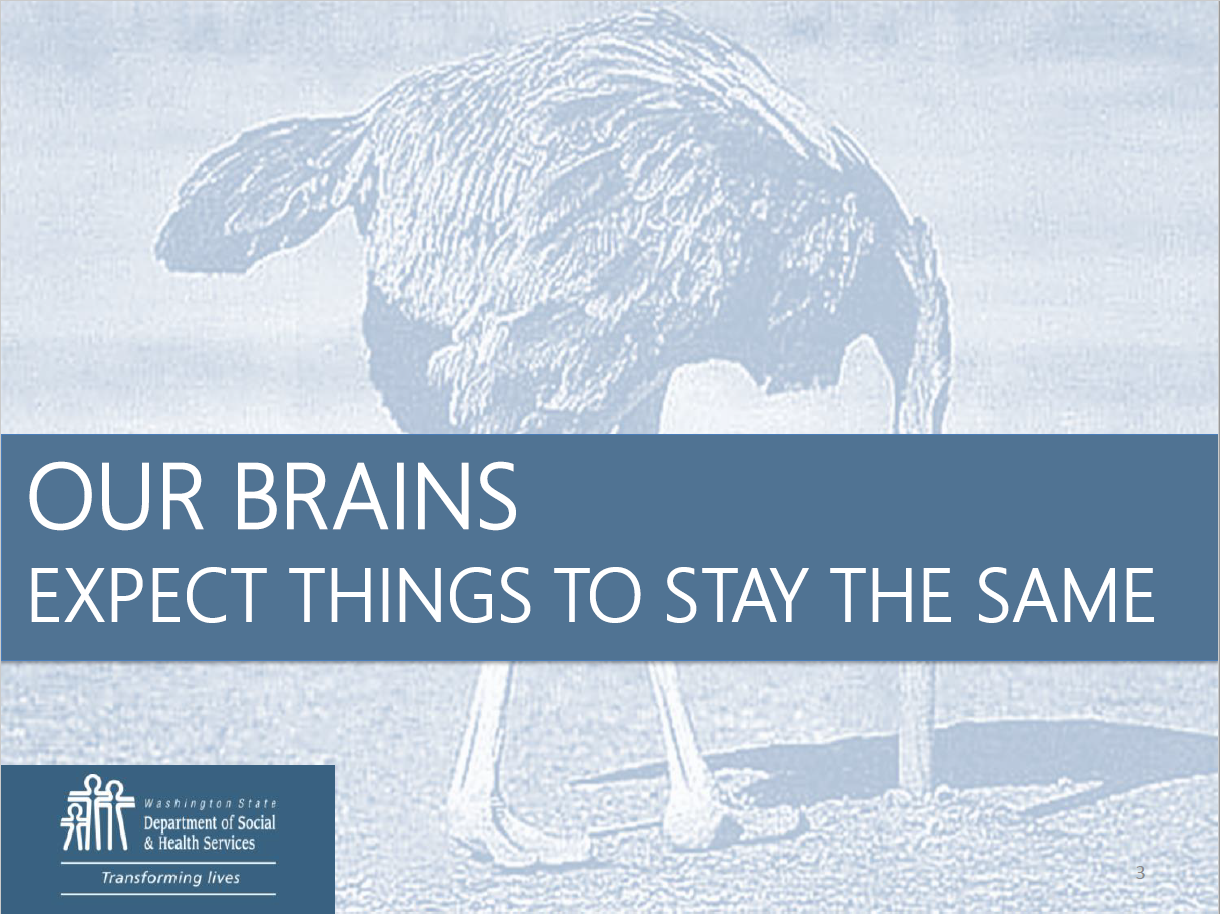 OUR BRAINS
EXPECT THINGS TO STAY THE SAME
Washington State
Department of Social
& Health Services
Transforming lives
3